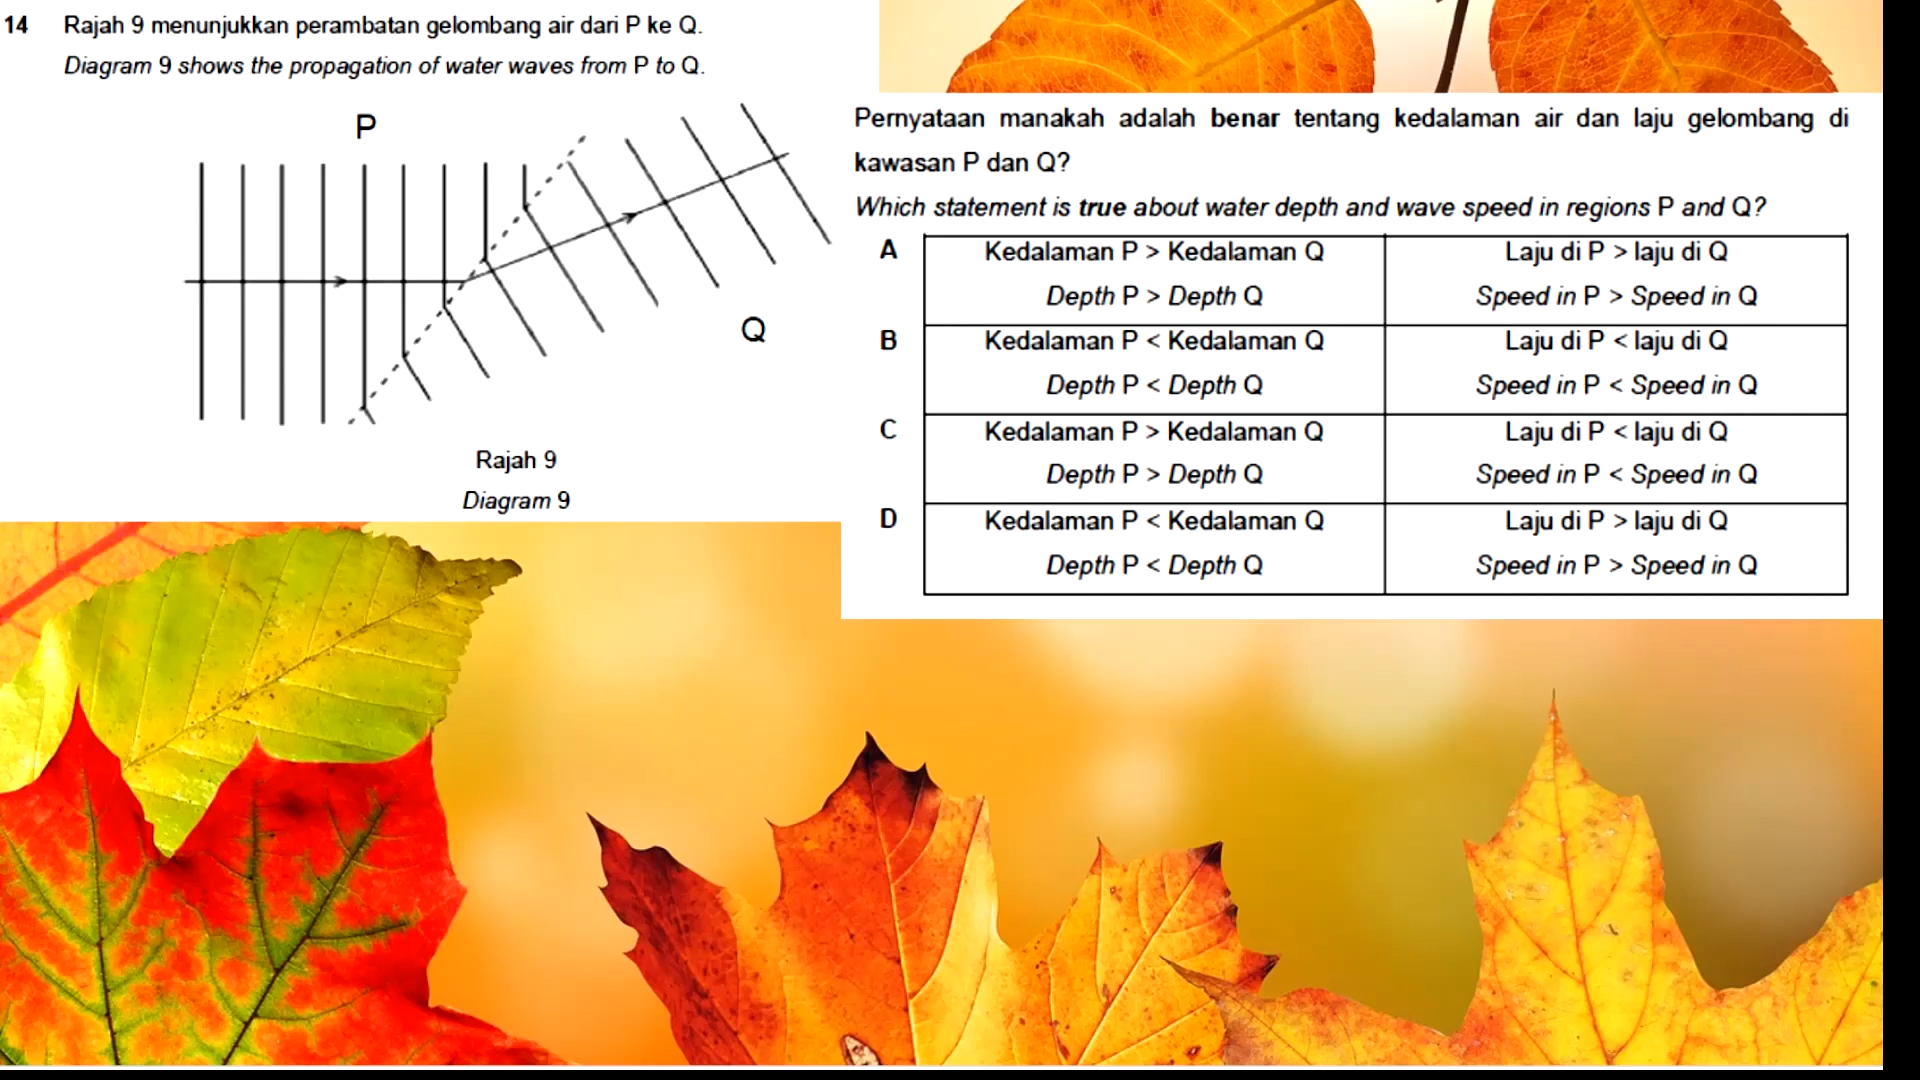 14 Rajah 9 menunjukkan perambatan gelombang air dari P ke Q.
Diagram 9 shows the propagation of water waves from P to Q.
P
Q
Rajah 9
Diagram 9
Pernyataan manakah adalah benar tentang kedalaman air dan laju gelombang di
kawasan P dan Q?
Which statement is true about water depth and wave speed in regions P and Q?
A Kedalaman P > Kedalaman Q Laju di P > laju di Q
Depth P > Depth Q Speed in P > Speed in Q
B Kedalaman P < Kedalaman Q Laju di P < laju di Q
Depth P < Depth Q Speed in P < Speed in Q
C Kedalaman P > Kedalaman Q Laju di P < laju di Q
Depth P > Depth Q Speed in P < Speed in Q
D Kedalaman P < Kedalaman Q Laju di P > laju di Q
Depth P < Depth Q Speed in P > Speed in Q